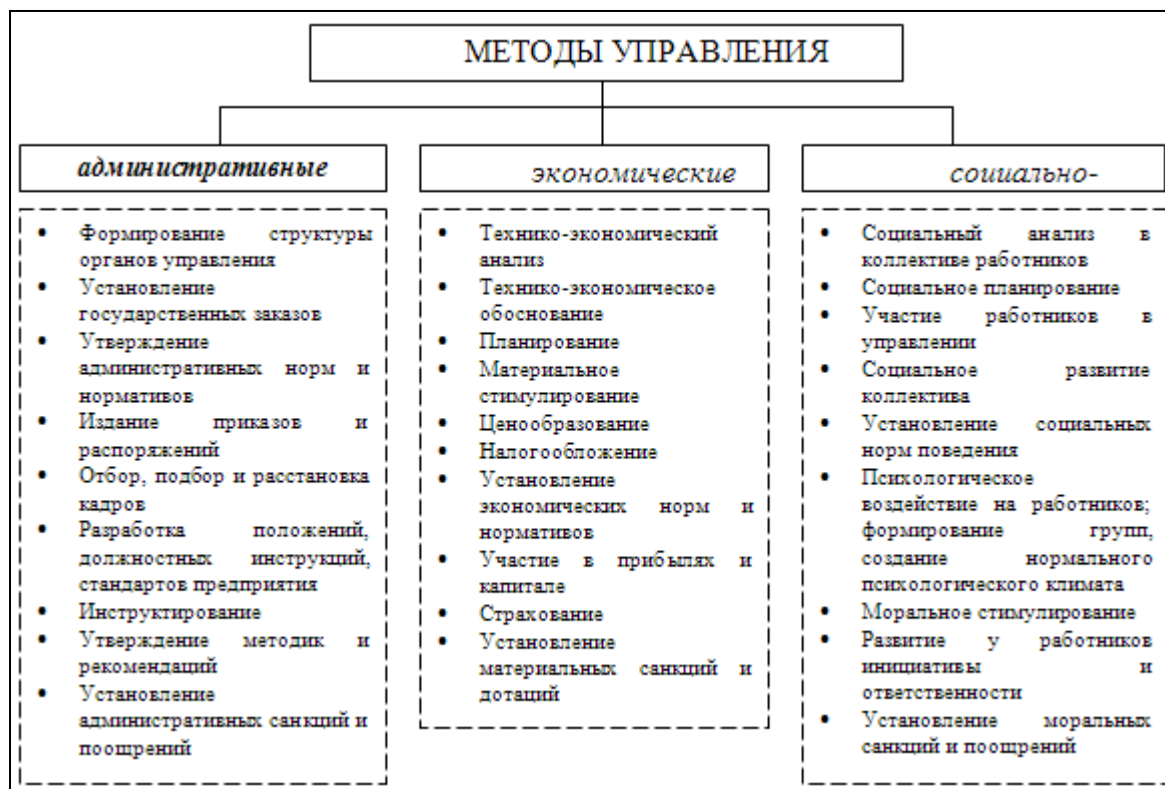 МЕТОДЫ УПРАВЛЕНИЯ
административные
• Формирование структуры
органов управления
• Установление
государственных заказов
• Утверждение
административных норм и
нормативов
• Издание приказов и
распоряжений
• Отбор, подбор и расстановка
кадров
• Разработка положений,
должностных инструкций,
стандартов предприятия
• Инструктирование
• Утверждение методик и
рекомендаций
• Установление
административных санкций и
поощрений
экономические
• Технико-экономический
анализ
• Технико-экономическое
обоснование
• Планирование
• Материальное
стимулирование
• Ценообразование
• Налогообложение
• Установление
экономических норм и
нормативов
• Участие в прибылях и
капитале
• Страхование
• Установление
материальных санкций и
дотаций
социально-
• Социальный анализ в
коллективе работников
• Социальное планирование
• Участие работников в
управлении
• Социальное развитие
коллектива
• Установление социальных
норм поведения
• Психологическое
воздействие на работников;
формирование групп,
создание нормального
психологического климата
• Моральное стимулирование
• Развитие у работников
инициативы и
ответственности
• Установление моральных
санкций и поощрений